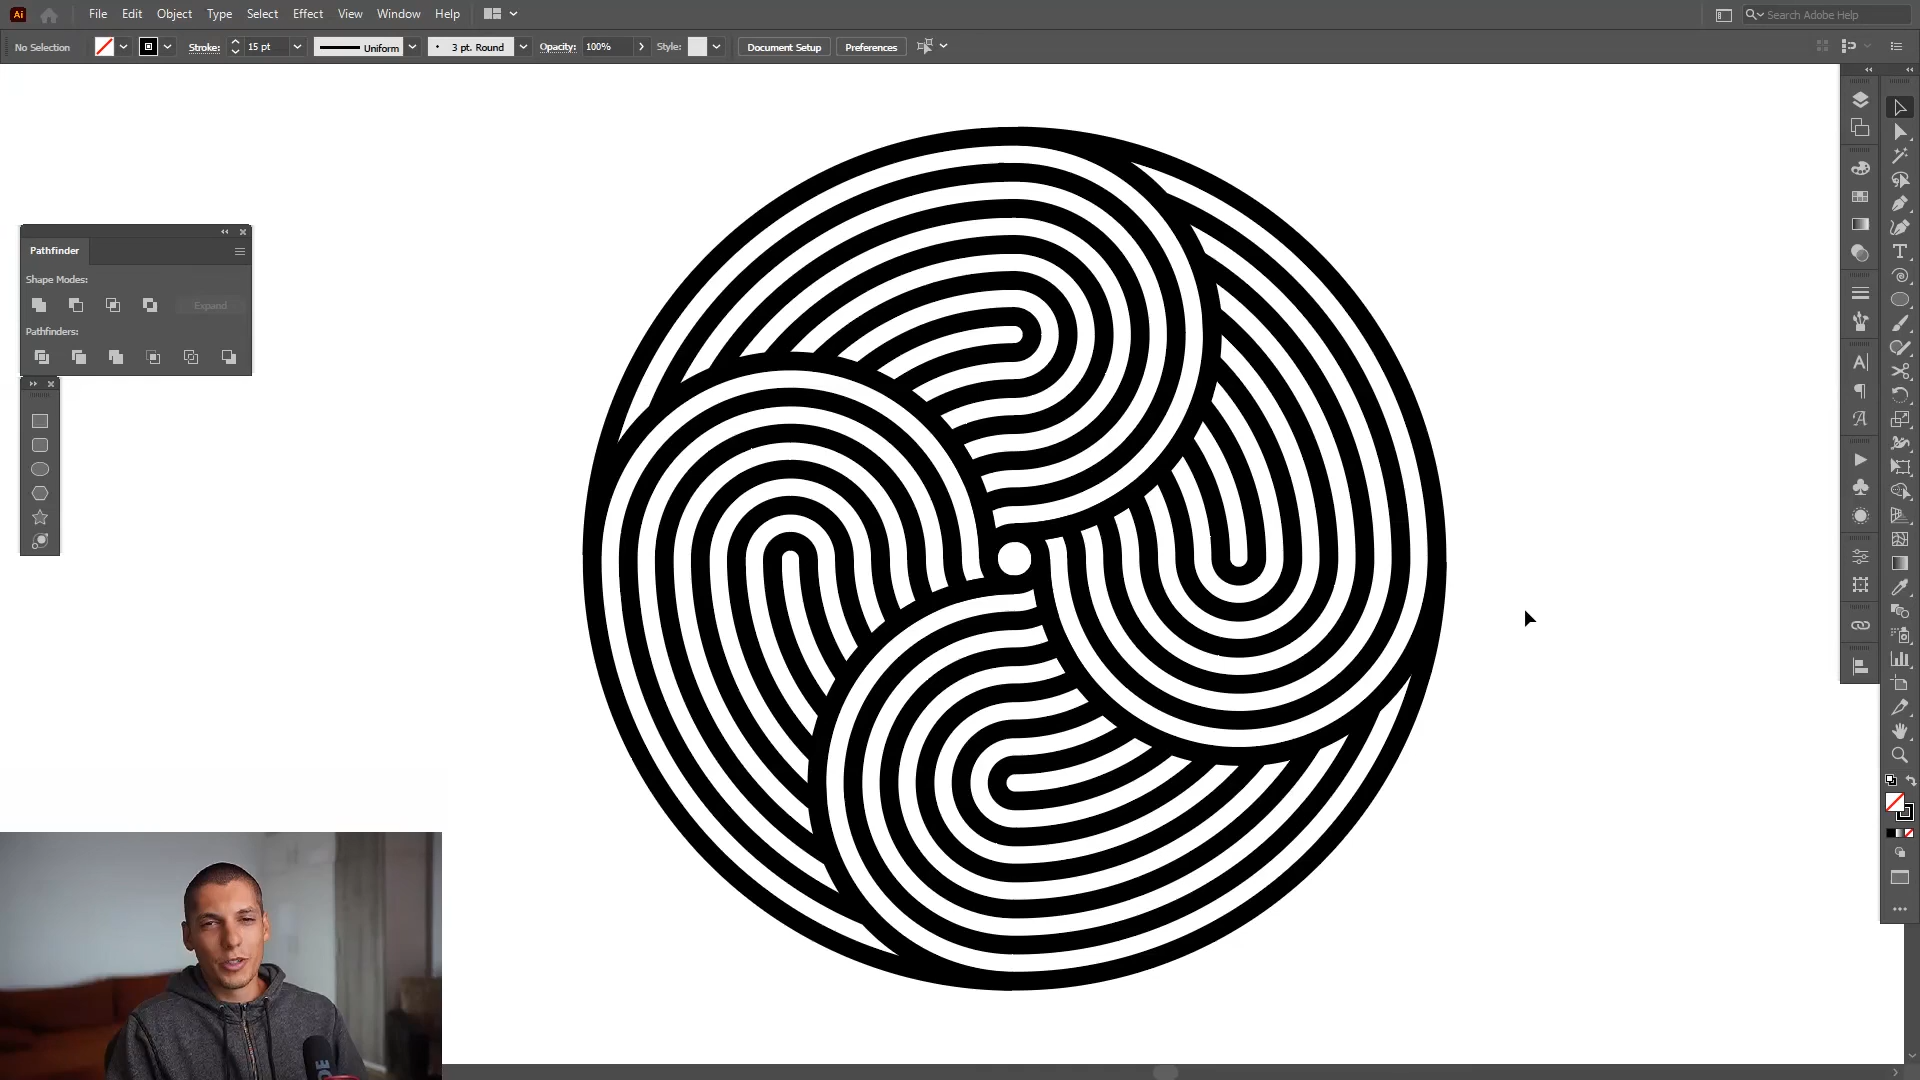 Ai File Edit Object Type Select Effect View Window Help Search Adobe Help
No Selection Stroke: 15 pt Uniform 3 pt. Round Opacity: 100% Style: Document Setup Preferences
Pathfinder
Shape Modes:
Expand
Pathfinders: